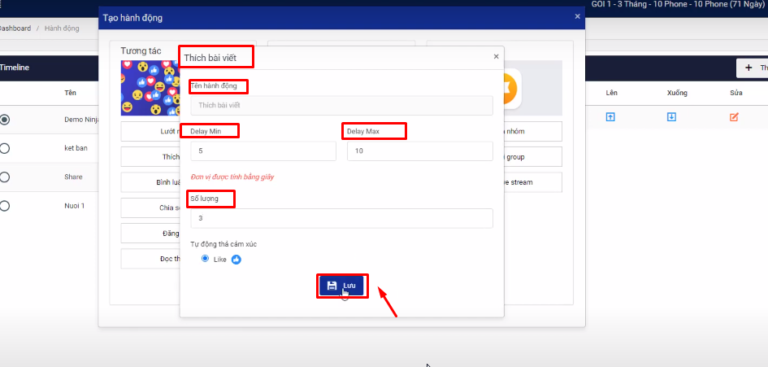 GÓI 1 - 3 Tháng - 10 Phone - 10 Phone (71 Ngày)
Tạo hành động
×
Dashboard / Hành động
Tương tác
Thích bài viết
×
Timeline
+ Th
Tên hành động
Tên
Lên
Xuống
Sửa
Thích bài viết
Demo Ninja
Lướt n
Delay Min
Delay Max
nhóm
ket ban
Thích
5
10
group
Share
Bình luậ
Đơn vị được tính bằng giây
e stream
Nuoi 1
Chia s
Số lượng
3
Đăng
Tự động thả cảm xúc
Đọc th
Like
Lưu